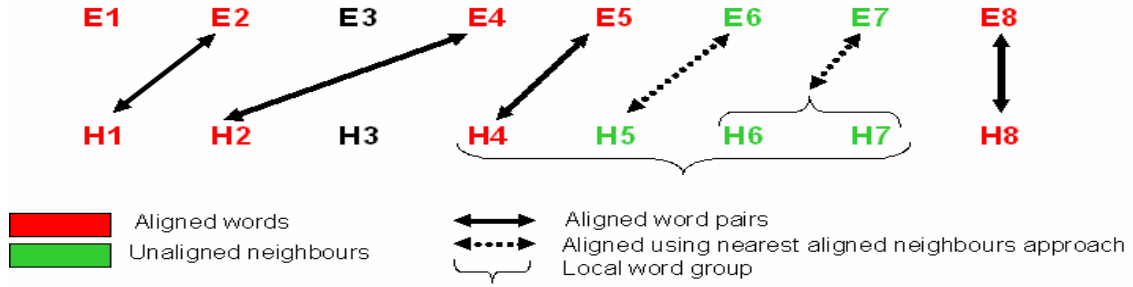 E1 E2 E3 E4 E5 E6 E7 E8
H1 H2 H3 H4 H5 H6 H7 H8
Aligned words
Unaligned neighbours
Aligned word pairs
Aligned using nearest aligned neighbours approach
Local word group